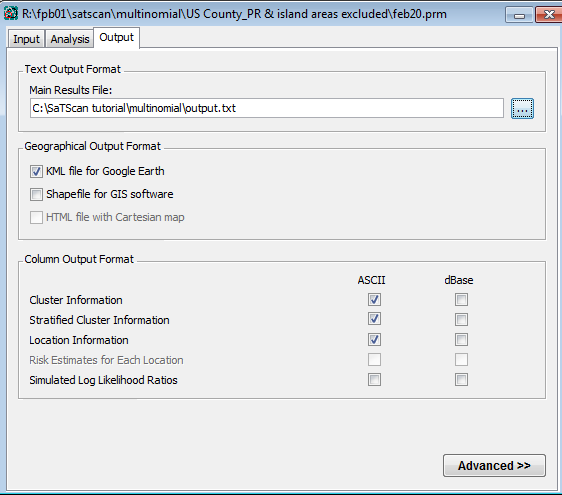 R:\fpb01\satscan\multinomial\US County_PR & island areas excluded\feb20.prm
Input Analysis Output
Text Output Format
Main Results File:
C:\SaTScan tutorial\multinomial\output.txt ...
Geographical Output Format
KML file for Google Earth
Shapefile for GIS software
HTML file with Cartesian map
Column Output Format
ASCII dBase
Cluster Information
Stratified Cluster Information
Location Information
Risk Estimates for Each Location
Simulated Log Likelihood Ratios
Advanced >>